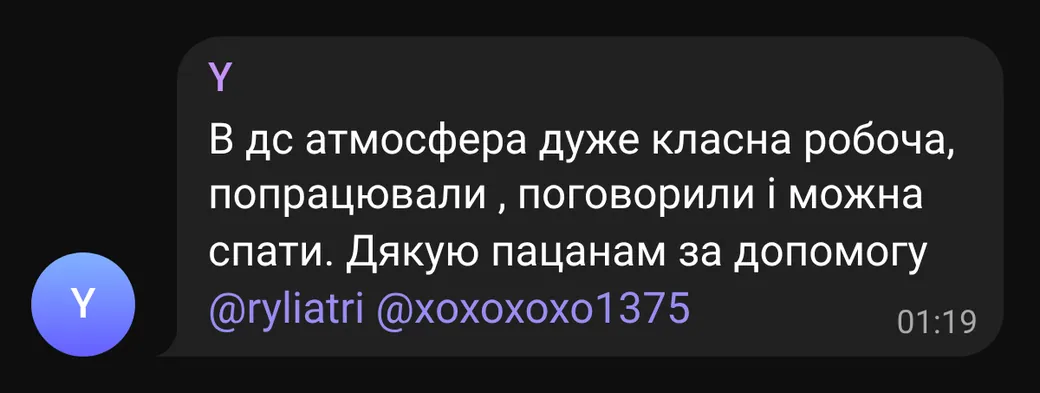 Y
В дс атмосфера дуже класна робоча,
попрацювали , поговорили і можна
спати. Дякую пацанам за допомогу
@ryliatri @xoxoxoxo1375
01:19
Y